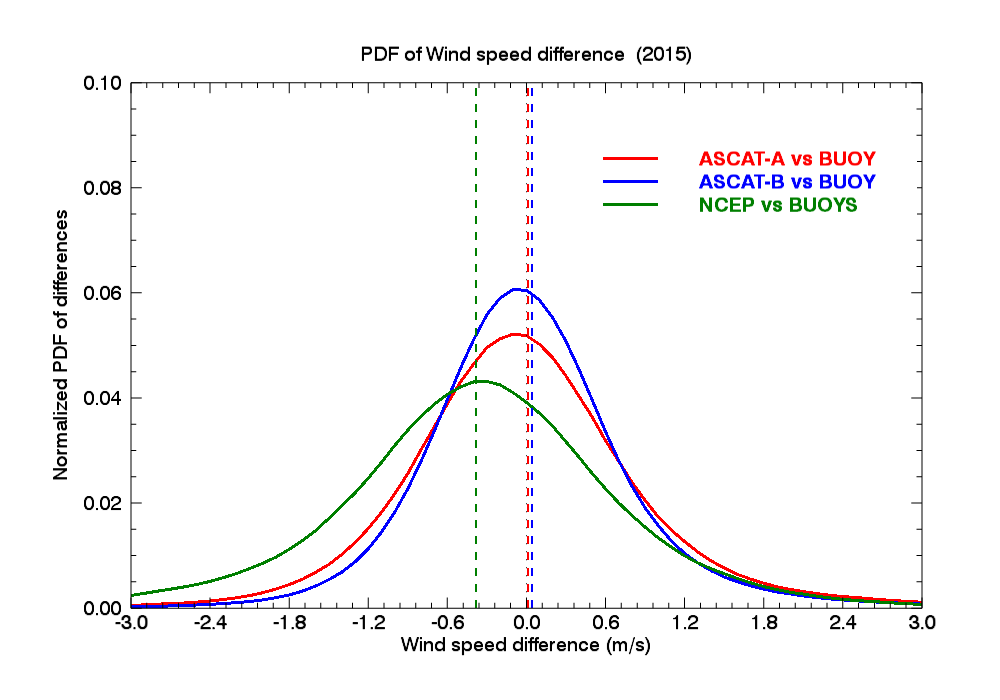 PDF of Wind speed difference (2015)
0.10
0.08
0.06
0.04
0.02
0.00
Normalized PDF of differences
ASCAT-A vs BUOY
ASCAT-B vs BUOY
NCEP vs BUOYS
-3.0 -2.4 -1.8 -1.2 -0.6 0.0 0.6 1.2 1.8 2.4 3.0
Wind speed difference (m/s)